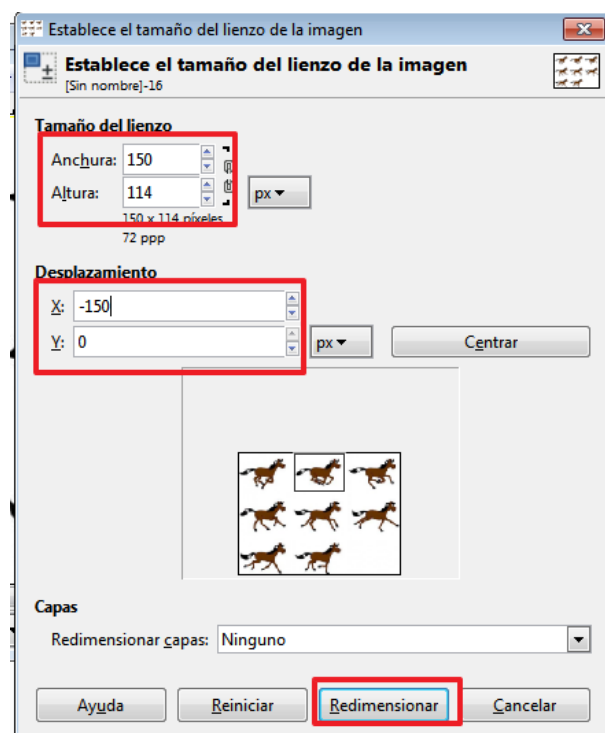 Establece el tamaño del lienzo de la imagen
Establece el tamaño del lienzo de la imagen
[Sin nombre]-16
Tamaño del lienzo
Anchura: 150
Altura: 114 px
150 x 114 píxeles
72 ppp
Desplazamiento
X: -150
Y: 0 px Centrar
Capas
Redimensionar capas: Ninguno
Ayuda Reiniciar Redimensionar Cancelar